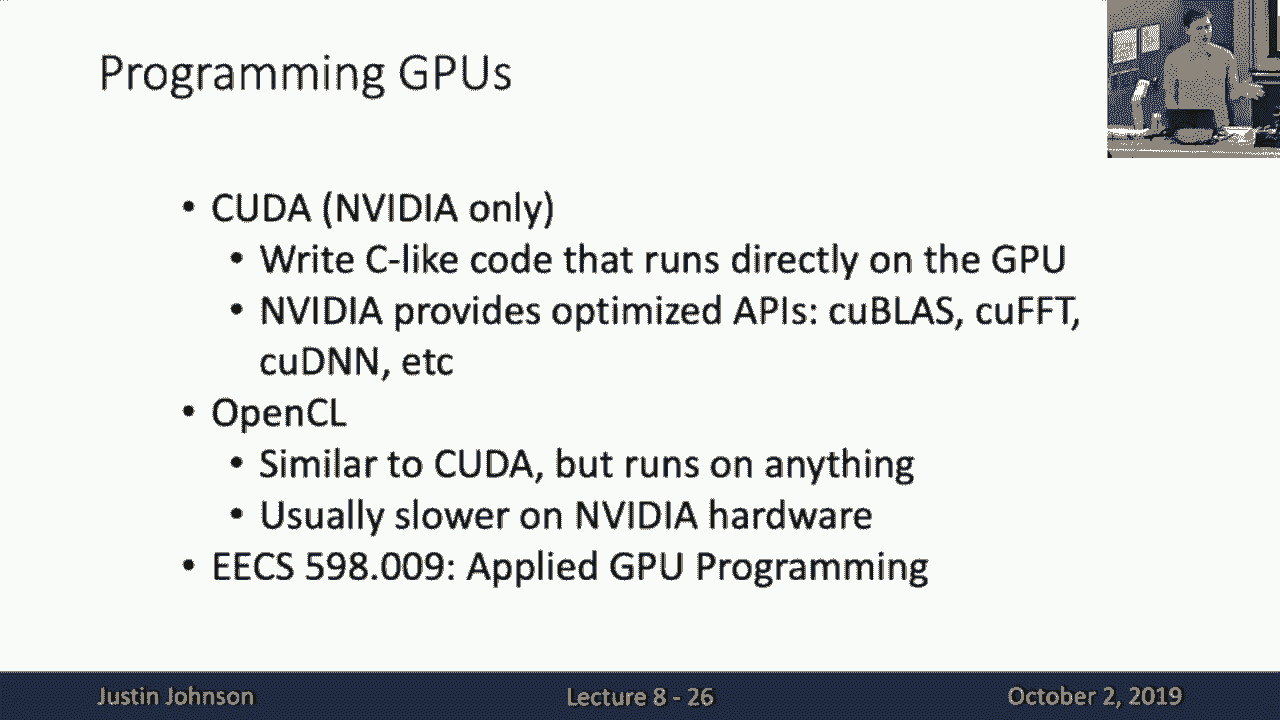 Programming GPUs
• CUDA (NVIDIA only)
• Write C-like code that runs directly on the GPU
• NVIDIA provides optimized APIs: cuBLAS, cuFFT,
cuDNN, etc
• OpenCL
• Similar to CUDA, but runs on anything
• Usually slower on NVIDIA hardware
• EECS 598.009: Applied GPU Programming
Justin Johnson
Lecture 8 - 26
October 2, 2019